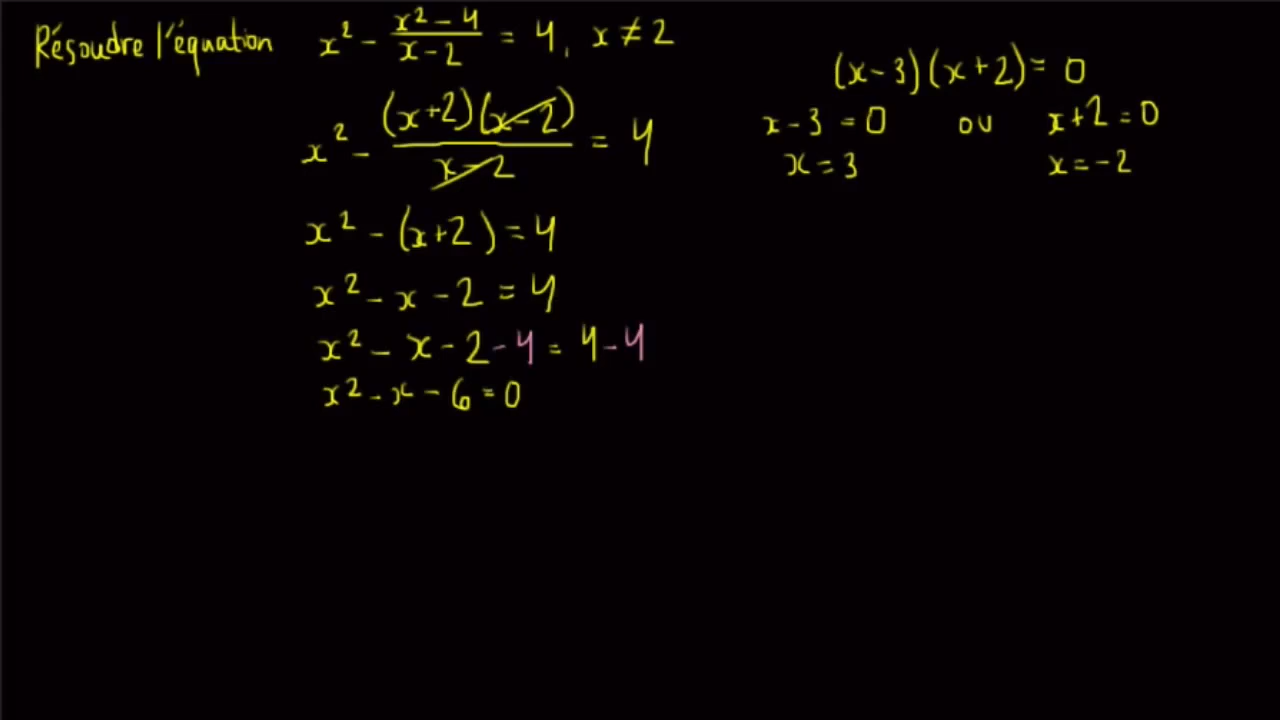 Résoudre l'équation x² - (x² - 4)/(x - 2) = 4, x ≠ 2
x² - (x+2)(x-2)/(x-2) = 4
x² - (x+2) = 4
x² - x - 2 = 4
x² - x - 2 - 4 = 4 - 4
x² - x - 6 = 0
(x - 3)(x + 2) = 0
x - 3 = 0 ou x + 2 = 0
x = 3 x = -2